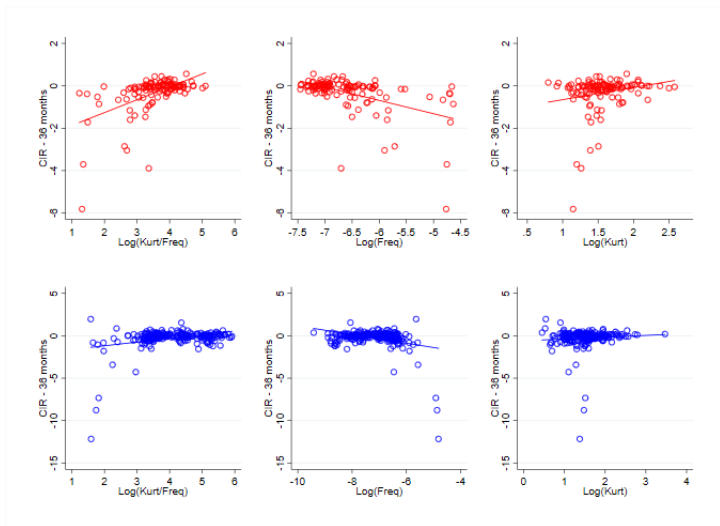 CIR - 36 months
2
0
-2
-4
-6
1 2 3 4 5 6
Log(Kurt/Freq)
CIR - 36 months
2
0
-2
-4
-6
-7.5 -7 -6.5 -6 -5.5 -5 -4.5
Log(Freq)
CIR - 36 months
2
0
-2
-4
-6
.5 1 1.5 2 2.5
Log(Kurt)
CIR - 36 months
5
0
-5
-10
-15
1 2 3 4 5 6
Log(Kurt/Freq)
CIR - 36 months
5
0
-5
-10
-15
-10 -8 -6 -4
Log(Freq)
CIR - 36 months
5
0
-5
-10
-15
0 1 2 3 4
Log(Kurt)